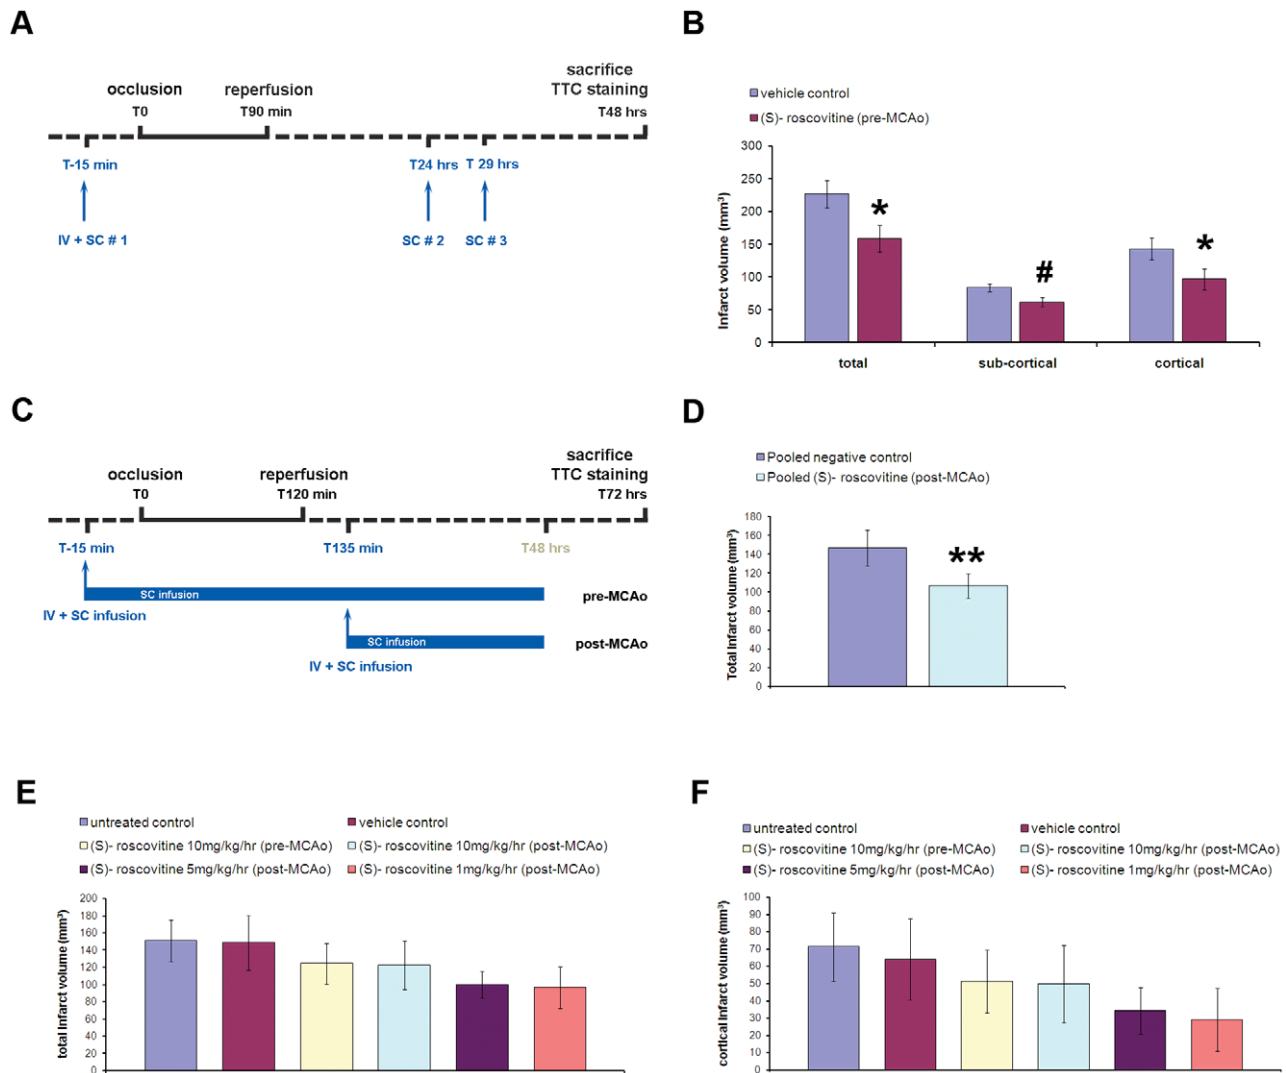 A
occlusion
T0
reperfusion
T90 min
sacrifice
TTC staining
T48 hrs
T-15 min
T24 hrs
T 29 hrs
IV + SC # 1
SC # 2
SC # 3
B
vehicle control
(S)- roscovitine (pre-MCAo)
Infarct volume (mm³)
300
250
200
150
100
50
0
*
#
*
total
sub-cortical
cortical
C
occlusion
T0
reperfusion
T120 min
sacrifice
TTC staining
T72 hrs
T-15 min
T135 min
T48 hrs
SC infusion
pre-MCAo
IV + SC infusion
SC infusion
post-MCAo
IV + SC infusion
D
Pooled negative control
Pooled (S)- roscovitine (post-MCAo)
Total Infarct volume (mm³)
180
160
140
120
100
80
60
40
20
0
**
E
untreated control
vehicle control
(S)- roscovitine 10mg/kg/hr (pre-MCAo)
(S)- roscovitine 10mg/kg/hr (post-MCAo)
(S)- roscovitine 5mg/kg/hr (post-MCAo)
(S)- roscovitine 1mg/kg/hr (post-MCAo)
total Infarct volume (mm³)
200
180
160
140
120
100
80
60
40
20
0
F
untreated control
vehicle control
(S)- roscovitine 10mg/kg/hr (pre-MCAo)
(S)- roscovitine 10mg/kg/hr (post-MCAo)
(S)- roscovitine 5mg/kg/hr (post-MCAo)
(S)- roscovitine 1mg/kg/hr (post-MCAo)
cortical Infarct volume (mm³)
100
90
80
70
60
50
40
30
20
10
0